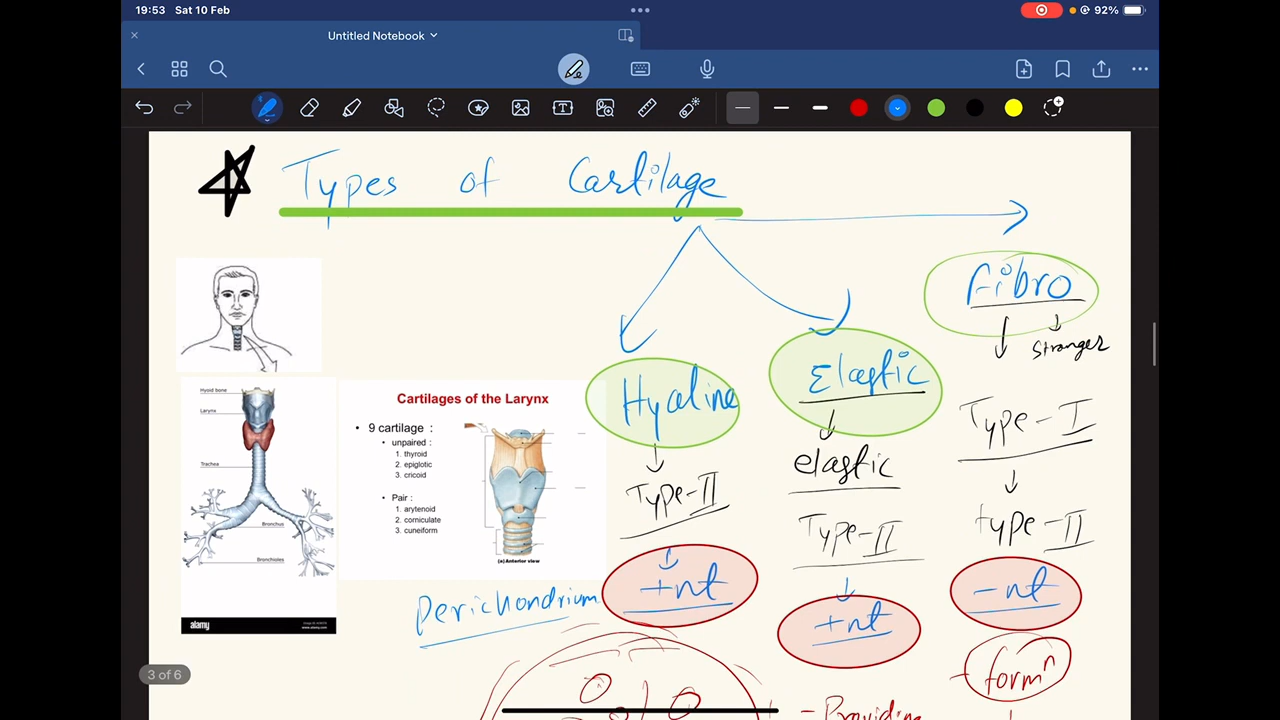 19:53 Sat 10 Feb
92%
Untitled Notebook
Types of Cartilage
Fibro
Stronger
Hyaline
Elastic
Type-I
elastic
Type-II
Type-II
type-II
+nt
+nt
-nt
Perichondrium
formⁿ
- Providing
Hyoid bone
Larynx
Trachea
Bronchus
Bronchioles
alamy
Cartilages of the Larynx
• 9 cartilage :
• unpaired :
1. thyroid
2. epiglotic
3. cricoid
• Pair :
1. arytenoid
2. corniculate
3. cuneiform
(a) Anterior view
3 of 6